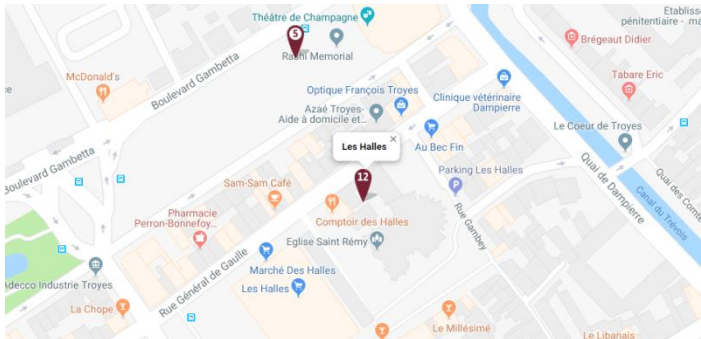 Théâtre de Champagne
5
Rashi Memorial
Etablisse
pénitentiaire - ma
Brégeaut Didier
McDonald's
Boulevard Gambetta
Optique François Troyes
Tabare Eric
Azaé Troyes-
Aide à domicile et...
Clinique vétérinaire
Dampierre
Le Coeur de Troyes
Les Halles
×
Au Bec Fin
Boulevard Gambetta
12
Sam-Sam Café
Parking Les Halles
Quai de Dampierre
Quai des Comte
Canal du Trévois
Pharmacie
Perron-Bonnefoy...
Comptoir des Halles
Rue Gambey
Eglise Saint Rémy
Rue Général de Gaulle
Marché Des Halles
Adecco Industrie Troyes
Les Halles
La Chope
Le Millésimé
Le Libanais